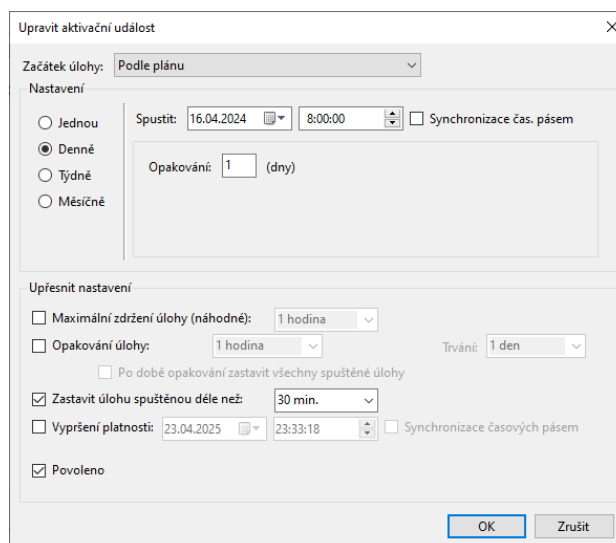 Upravit aktivační událost
Začátek úlohy: Podle plánu
Nastavení
Jednou
Denně
Týdně
Měsíčně
Spustit: 16.04.2024 8:00:00 Synchronizace čas. pásem
Opakování: 1 (dny)
Upřesnit nastavení
Maximální zdržení úlohy (náhodné): 1 hodina
Opakování úlohy: 1 hodina Trvání: 1 den
Po době opakování zastavit všechny spuštěné úlohy
Zastavit úlohu spuštěnou déle než: 30 min.
Vypršení platnosti: 23.04.2025 23:33:18 Synchronizace časových pásem
Povoleno
OK Zrušit